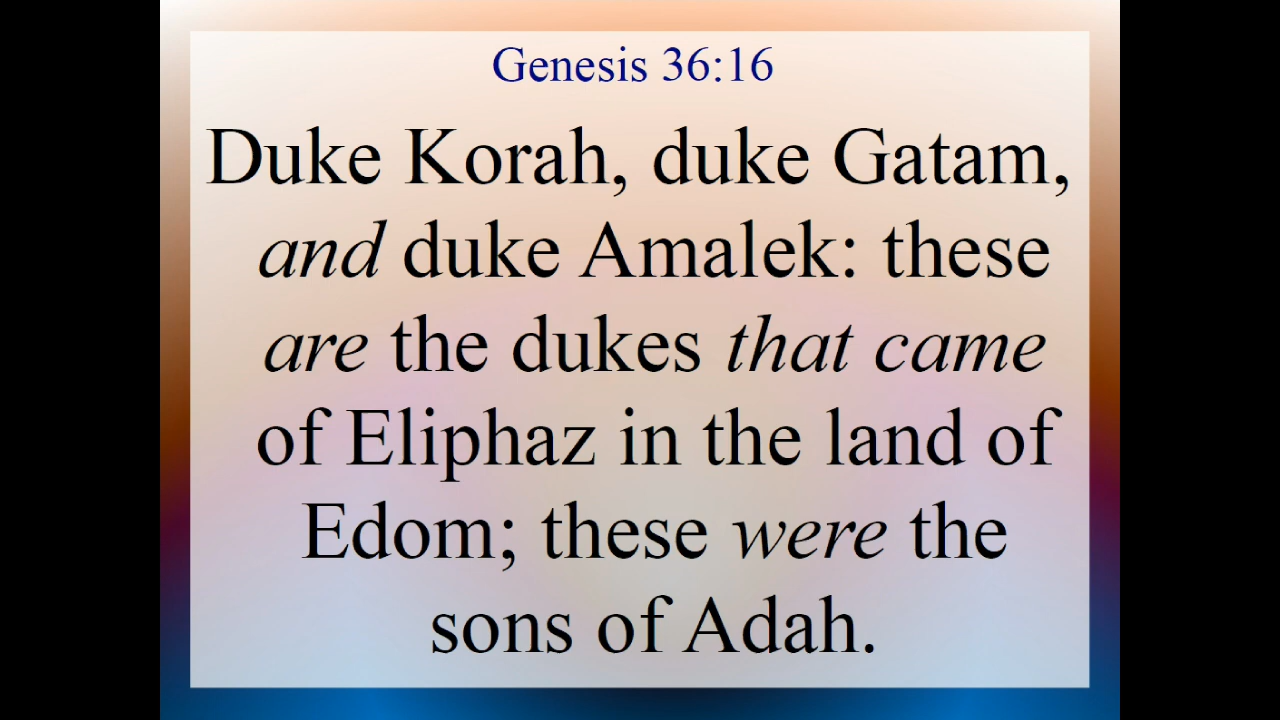 Genesis 36:16
Duke Korah, duke Gatam,
and duke Amalek: these
are the dukes that came
of Eliphaz in the land of
Edom; these were the
sons of Adah.